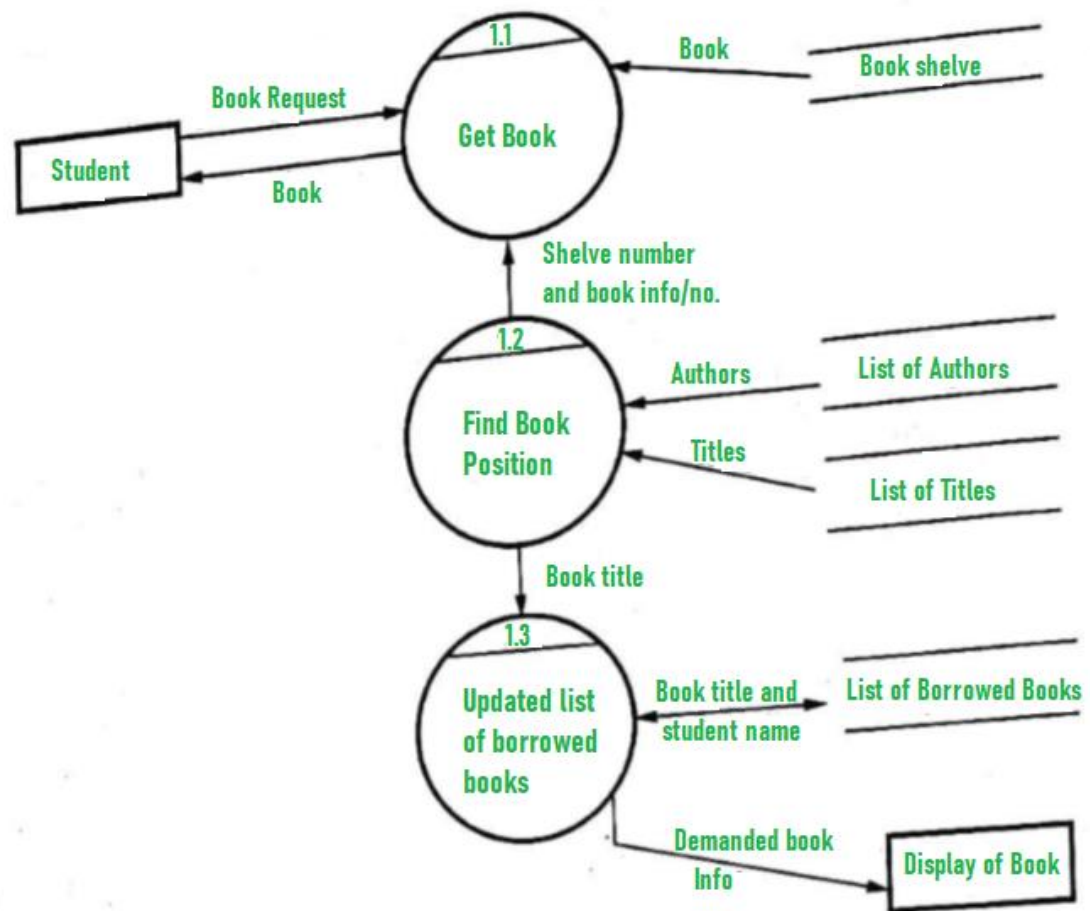 1.1
Book
Book shelve
Book Request
Get Book
Student
Book
Shelve number
and book info/no.
1.2
Authors
List of Authors
Find Book
Position
Titles
List of Titles
Book title
1.3
Updated list
of borrowed
books
Book title and
student name
List of Borrowed Books
Demanded book
Info
Display of Book